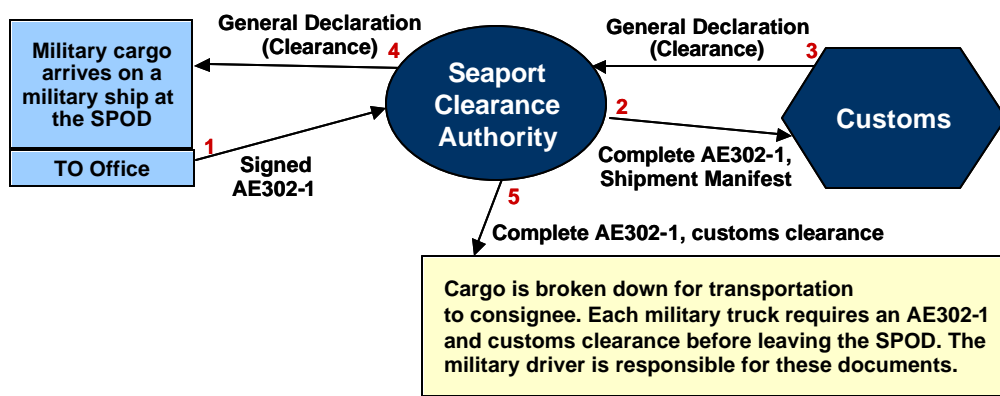 Military cargo
arrives on a
military ship at
the SPOD
TO Office
General Declaration
(Clearance)
4
1
Signed
AE302-1
Seaport
Clearance
Authority
General Declaration
(Clearance)
3
2
Complete AE302-1,
Shipment Manifest
Customs
5
Complete AE302-1, customs clearance
Cargo is broken down for transportation
to consignee. Each military truck requires an AE302-1
and customs clearance before leaving the SPOD. The
military driver is responsible for these documents.